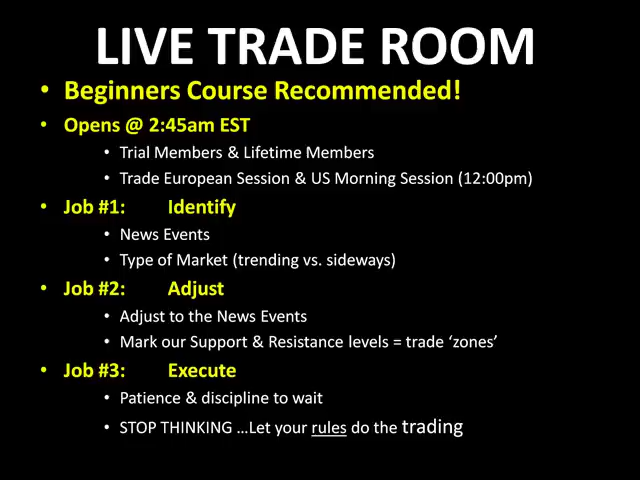 LIVE TRADE ROOM
• Beginners Course Recommended!
• Opens @ 2:45am EST
• Trial Members & Lifetime Members
• Trade European Session & US Morning Session (12:00pm)
• Job #1: Identify
• News Events
• Type of Market (trending vs. sideways)
• Job #2: Adjust
• Adjust to the News Events
• Mark our Support & Resistance levels = trade ‘zones’
• Job #3: Execute
• Patience & discipline to wait
• STOP THINKING …Let your rules do the trading